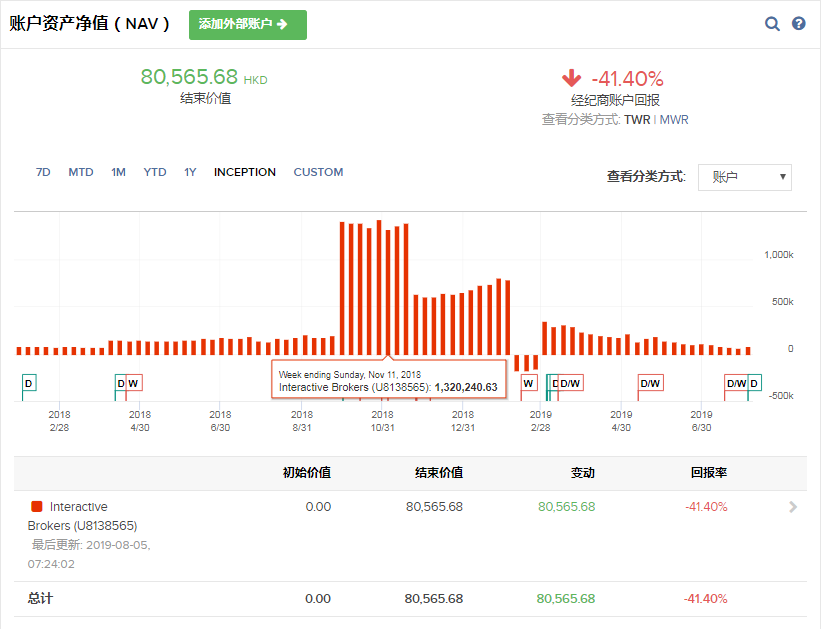 账户资产净值 ( NAV )
添加外部账户
80,565.68 HKD
结束价值
-41.40%
经纪商账户回报
查看分类方式: TWR | MWR
7D MTD 1M YTD 1Y INCEPTION CUSTOM
查看分类方式: 账户
1,000k
500k
0
-500k
Week ending Sunday, Nov 11, 2018
Interactive Brokers (U8138565): 1,320,240.63
D D W W D D/W D/W D/W D
2018 2018 2018 2018 2018 2018 2019 2019 2019
2/28 4/30 6/30 8/31 10/31 12/31 2/28 4/30 6/30
初始价值 结束价值 变动 回报率
Interactive 0.00 80,565.68 80,565.68 -41.40%
Brokers (U8138565)
最后更新: 2019-08-05,
07:24:02
总计 0.00 80,565.68 80,565.68 -41.40%